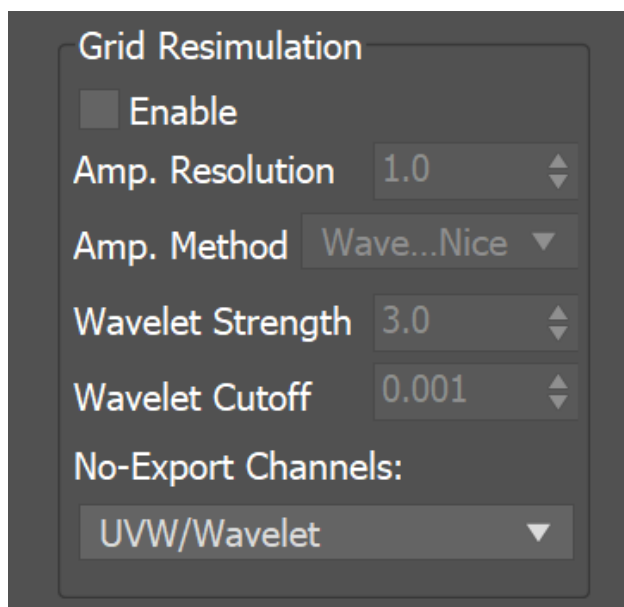 Grid Resimulation
Enable
Amp. Resolution 1.0
Amp. Method Wave...Nice
Wavelet Strength 3.0
Wavelet Cutoff 0.001
No-Export Channels:
UVW/Wavelet